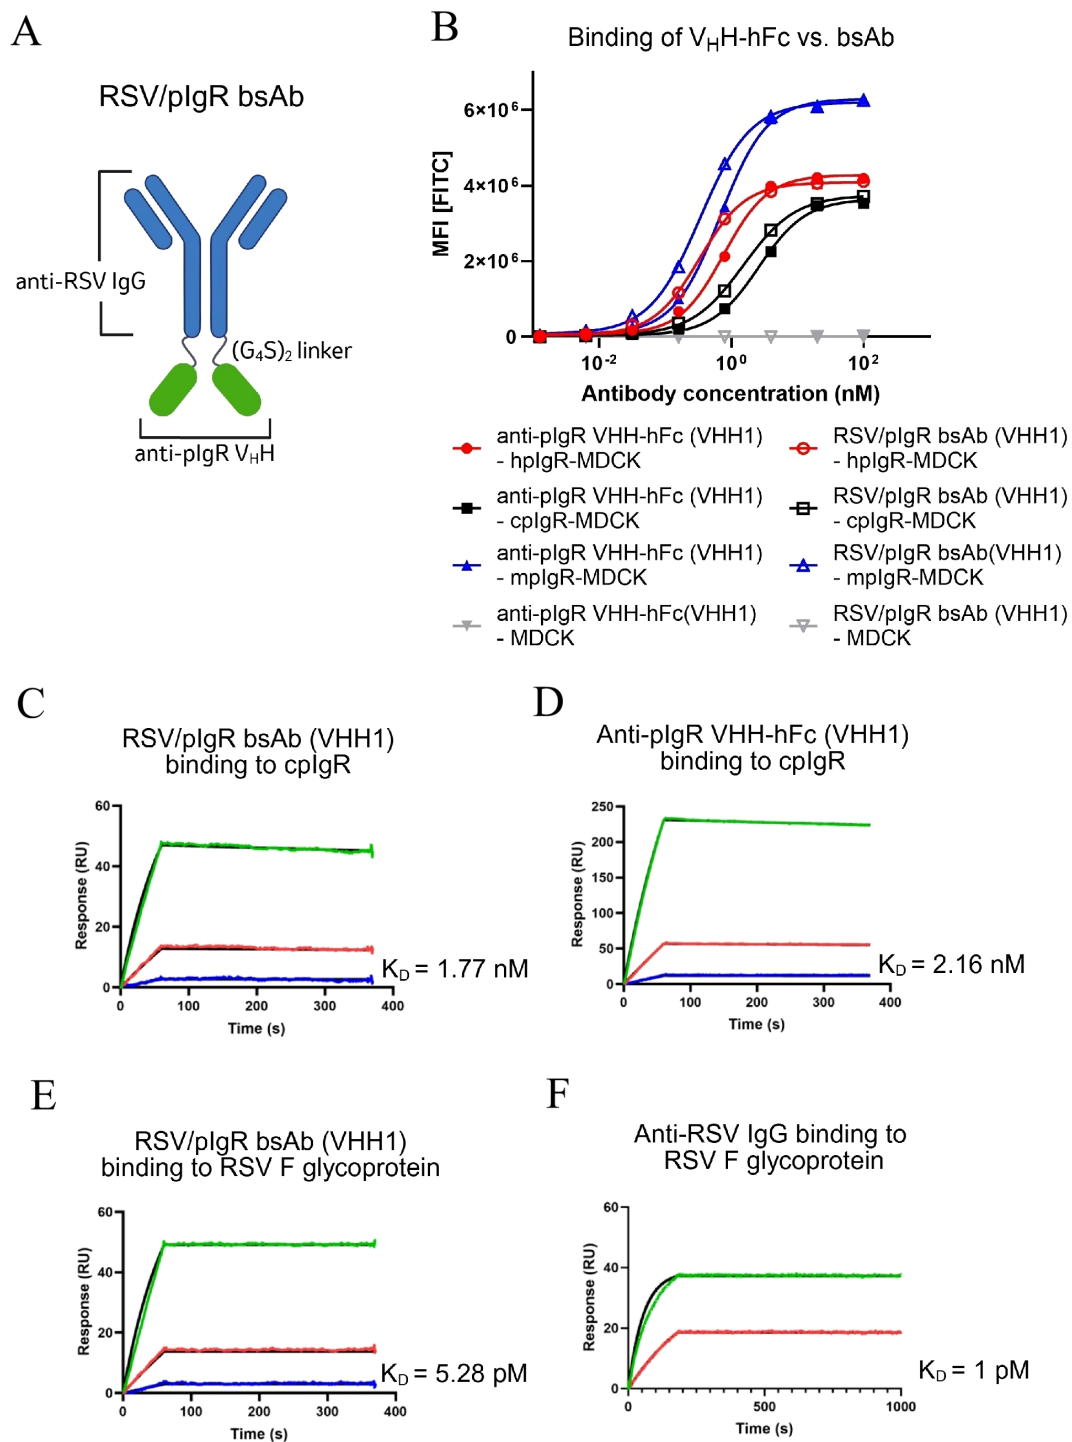 A
RSV/pIgR bsAb
anti-RSV IgG
(G₄S)₂ linker
anti-pIgR VHH
B
Binding of VHH-hFc vs. bsAb
MFI [FITC]
6×10⁶
4×10⁶
2×10⁶
0
10⁻² 10⁰ 10²
Antibody concentration (nM)
anti-pIgR VHH-hFc (VHH1)
- hpIgR-MDCK
RSV/pIgR bsAb (VHH1)
- hpIgR-MDCK
anti-pIgR VHH-hFc (VHH1)
- cpIgR-MDCK
RSV/pIgR bsAb (VHH1)
- cpIgR-MDCK
anti-pIgR VHH-hFc (VHH1)
- mpIgR-MDCK
RSV/pIgR bsAb(VHH1)
- mpIgR-MDCK
anti-pIgR VHH-hFc(VHH1)
- MDCK
RSV/pIgR bsAb (VHH1)
- MDCK
C
RSV/pIgR bsAb (VHH1)
binding to cpIgR
Response (RU)
60
40
20
0
0 100 200 300 400
Time (s)
KD = 1.77 nM
D
Anti-pIgR VHH-hFc (VHH1)
binding to cpIgR
Response (RU)
250
200
150
100
50
0
0 100 200 300 400
Time (s)
KD = 2.16 nM
E
RSV/pIgR bsAb (VHH1)
binding to RSV F glycoprotein
Response (RU)
60
40
20
0
0 100 200 300 400
Time (s)
KD = 5.28 pM
F
Anti-RSV IgG binding to
RSV F glycoprotein
Response (RU)
60
40
20
0
0 500 1000
Time (s)
KD = 1 pM